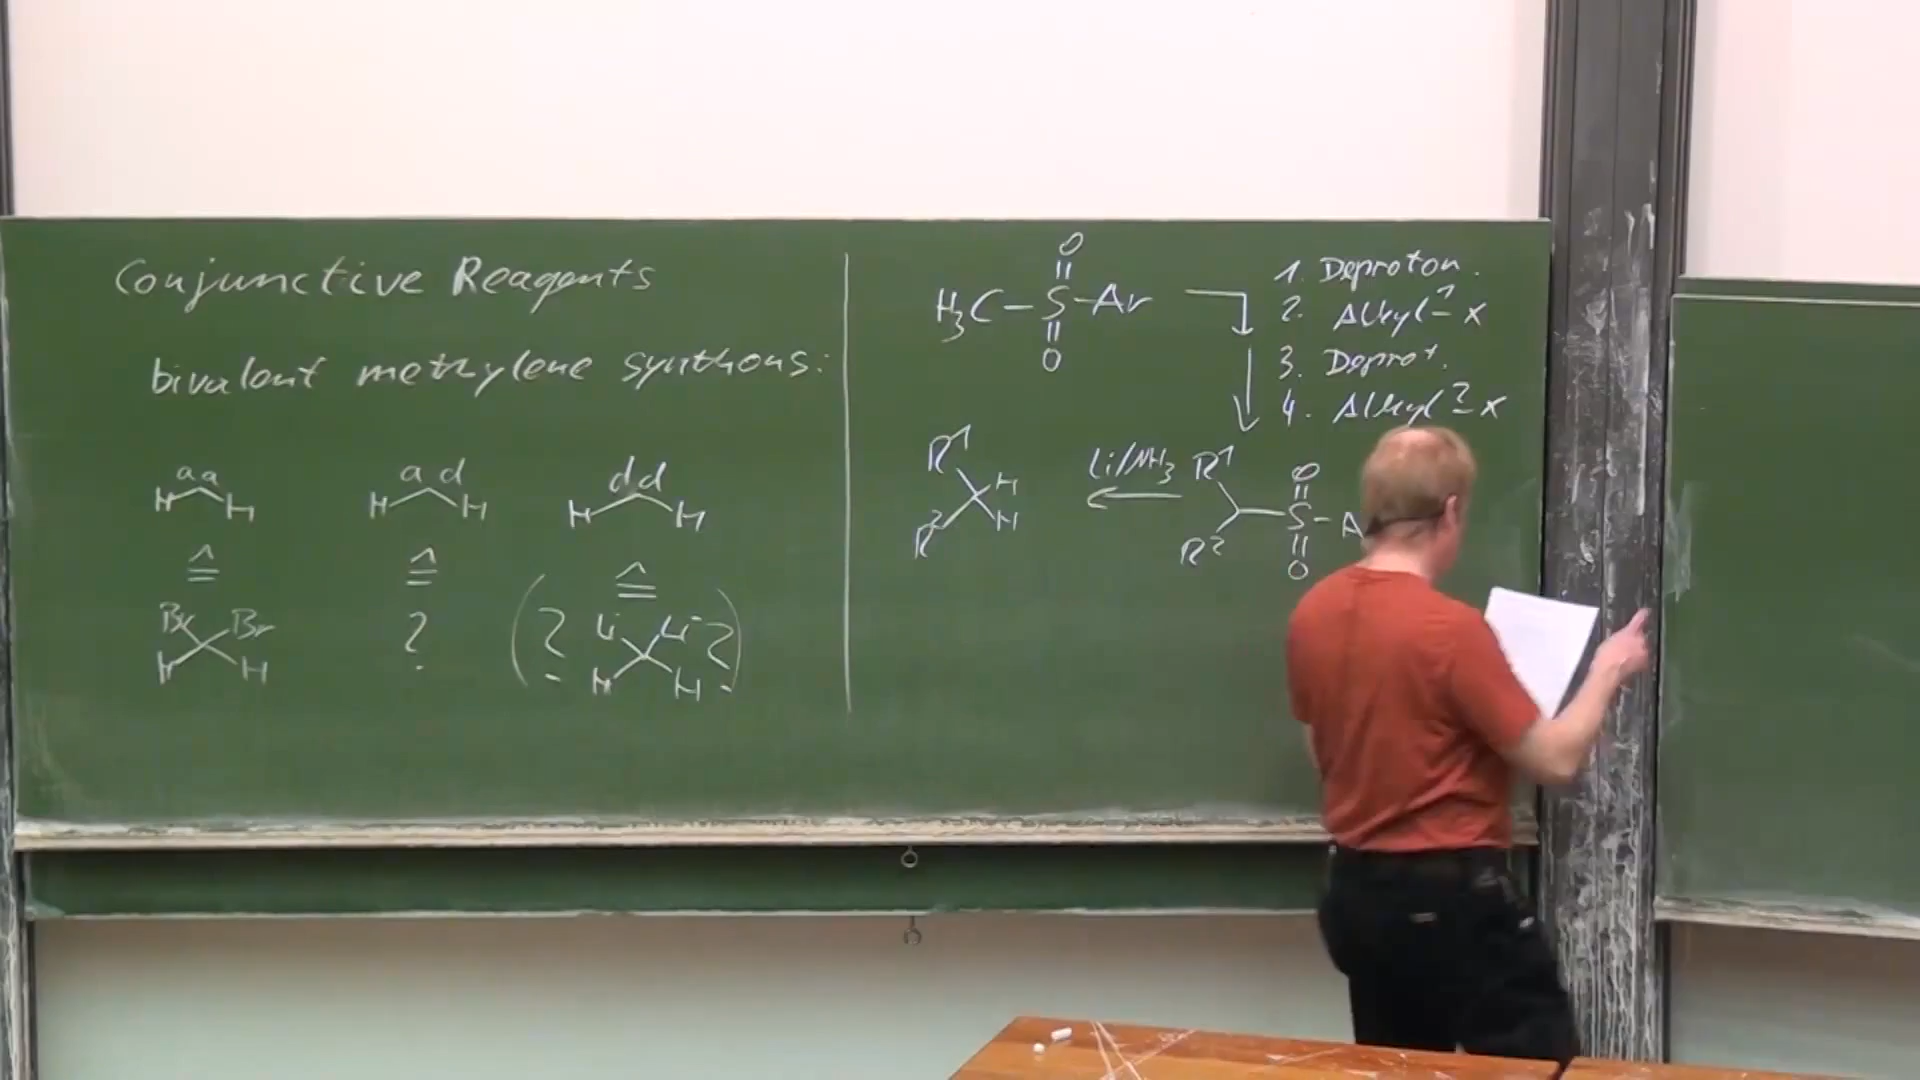 Conjunctive Reagents
bivalent methylene synthons:
a a
H H
a d
H H
d d
H H
≙ ≙ ≙
Br Br
H H
?
( ? Li Li ? )
H H
O
H3C-S-Ar
O
1. Deproton.
2. Alkyl1-X
3. Deprot.
4. Alkyl2-X
R1 H
R2 H
Li/NH3
R1 O
S-A
R2 O